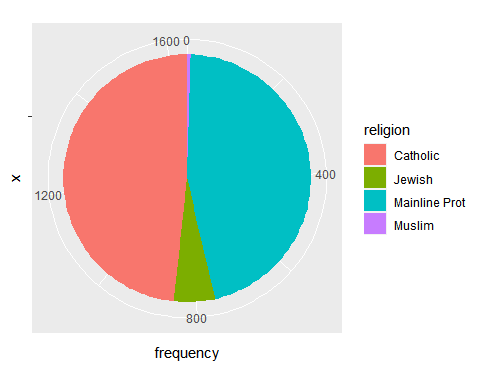 1600 0
400
800
1200
x
frequency
religion
Catholic
Jewish
Mainline Prot
Muslim